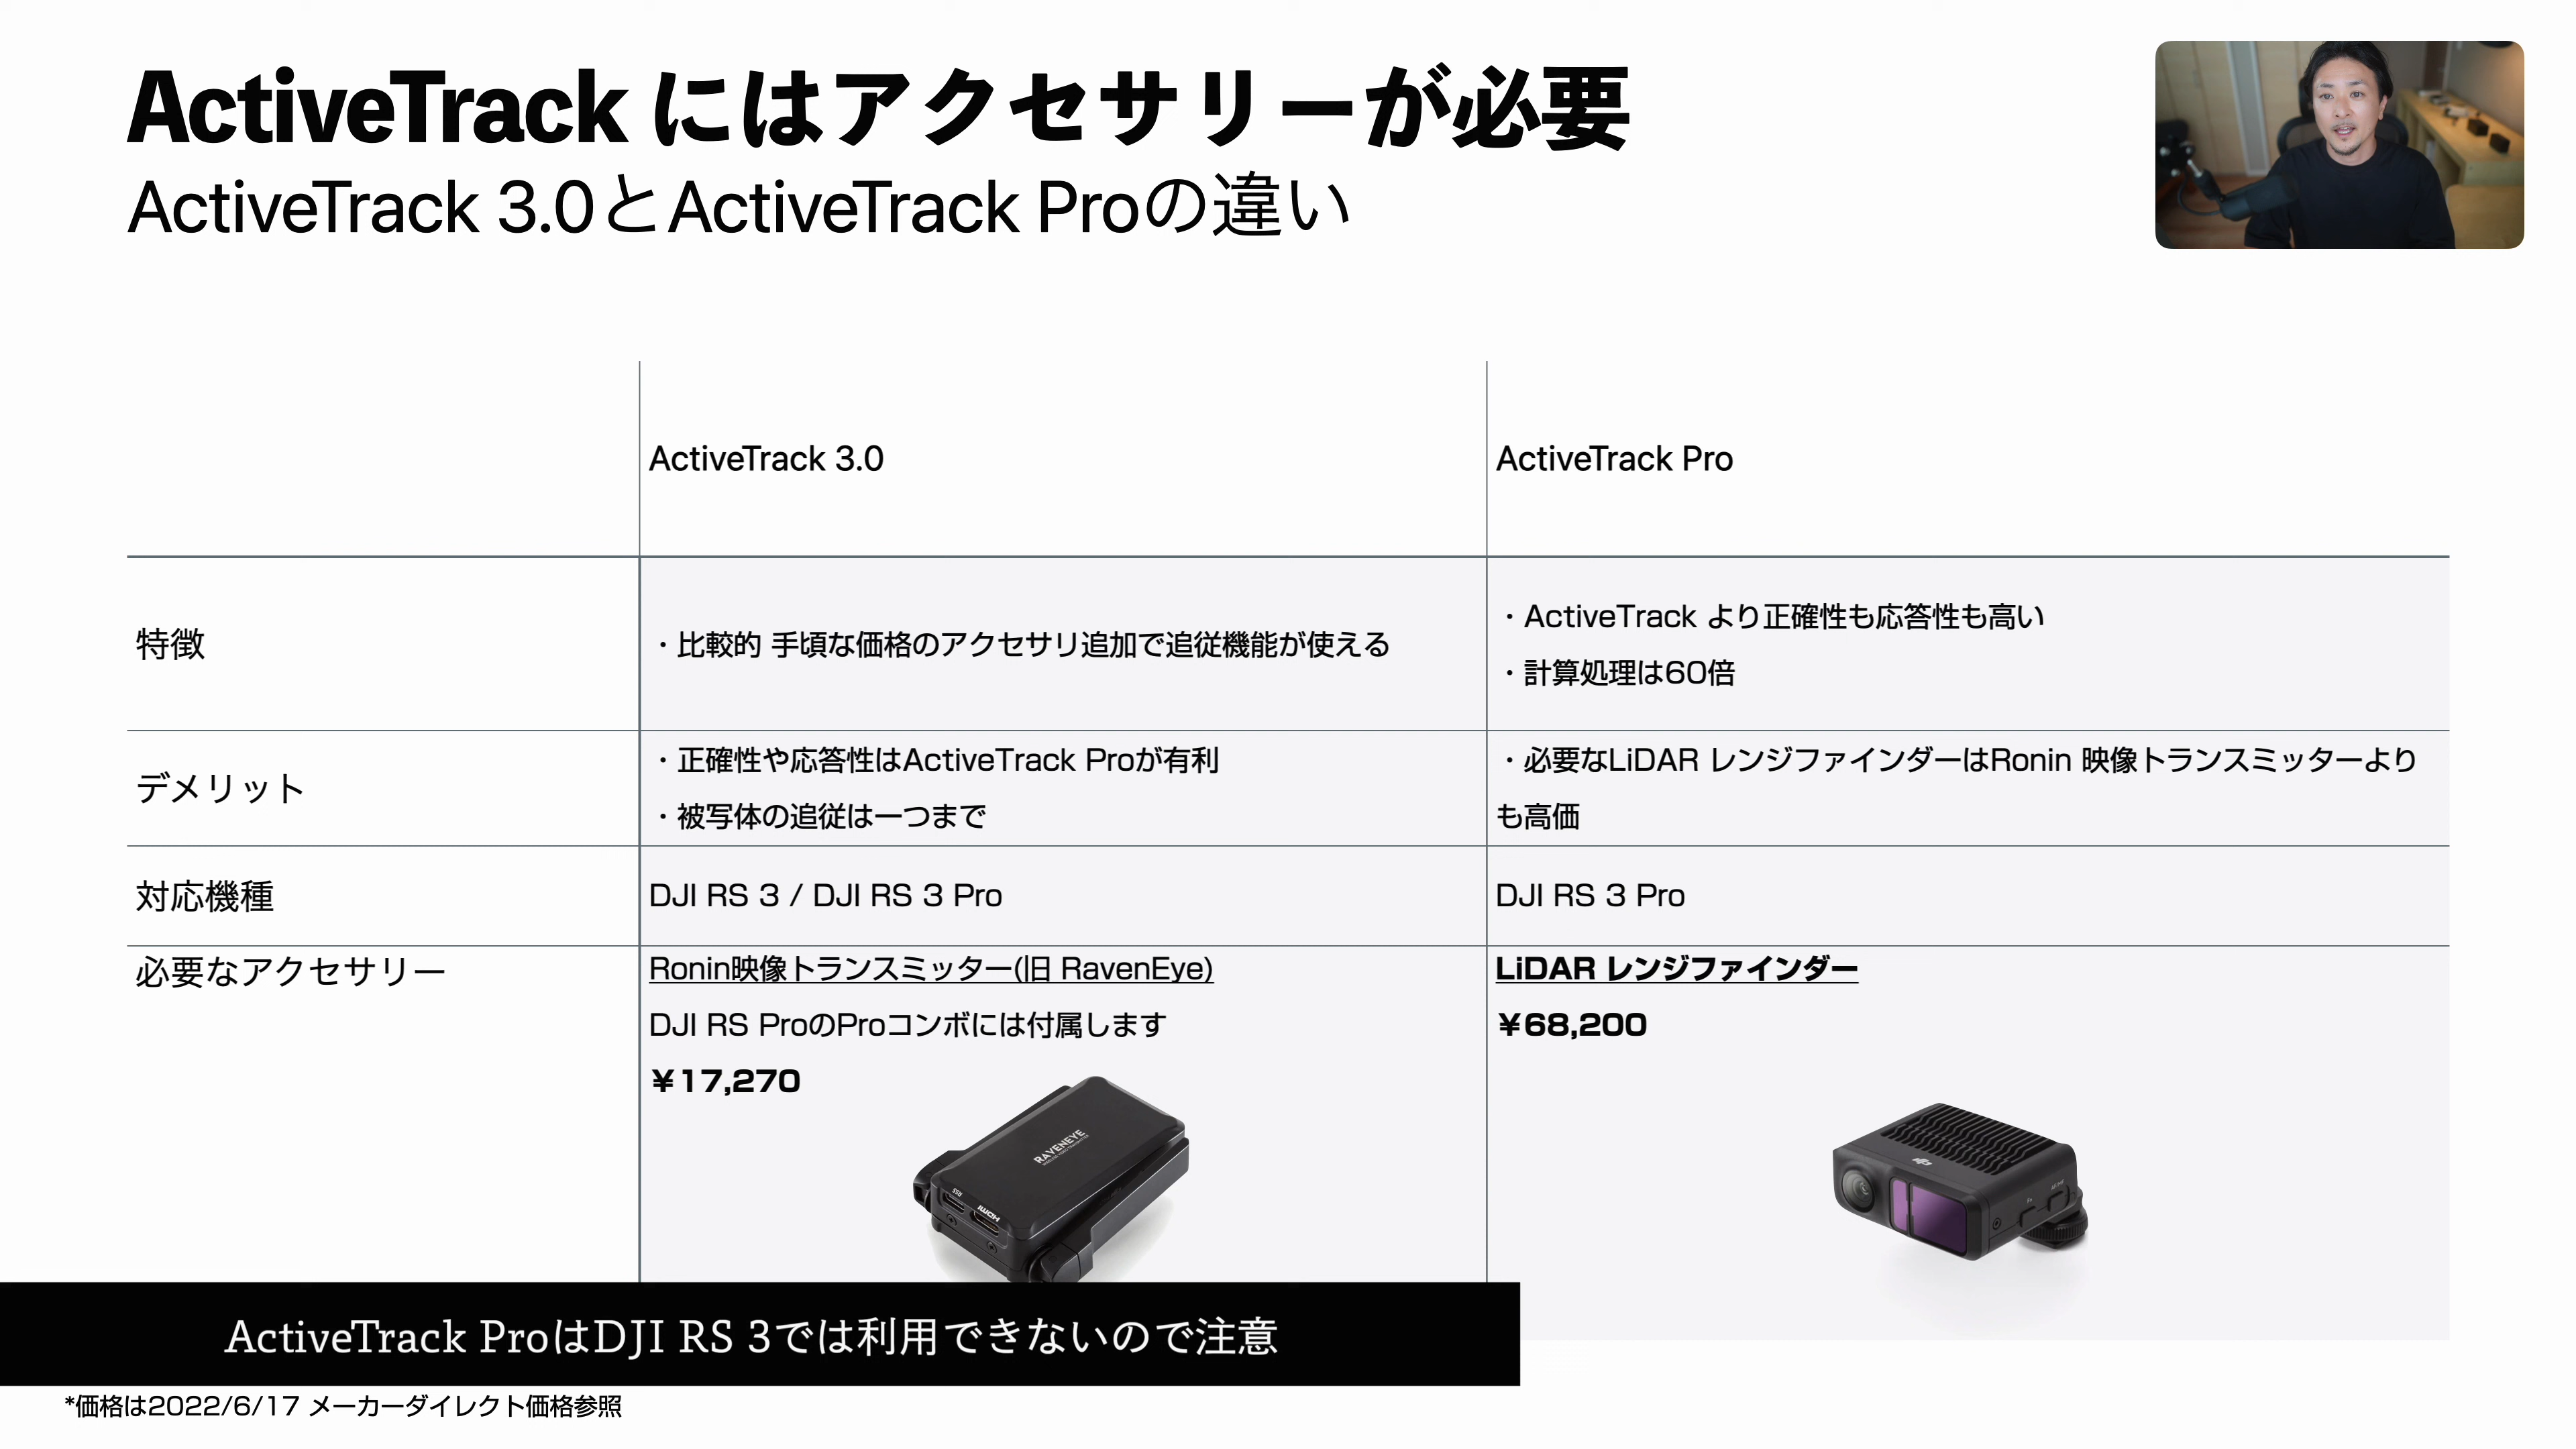 ActiveTrack にはアクセサリーが必要
ActiveTrack 3.0とActiveTrack Proの違い
ActiveTrack 3.0
ActiveTrack Pro
特徴
・比較的 手頃な価格のアクセサリ追加で追従機能が使える
・ActiveTrack より正確性も応答性も高い
・計算処理は60倍
デメリット
・正確性や応答性はActiveTrack Proが有利
・被写体の追従は一つまで
・必要なLiDAR レンジファインダーはRonin 映像トランスミッターより
も高価
対応機種
DJI RS 3 / DJI RS 3 Pro
DJI RS 3 Pro
必要なアクセサリー
Ronin映像トランスミッター(旧 RavenEye)
DJI RS ProのProコンボには付属します
¥17,270
RAVENEYE
RSS
HDMI
LiDAR レンジファインダー
¥68,200
dji
ActiveTrack ProはDJI RS 3では利用できないので注意
*価格は2022/6/17 メーカーダイレクト価格参照